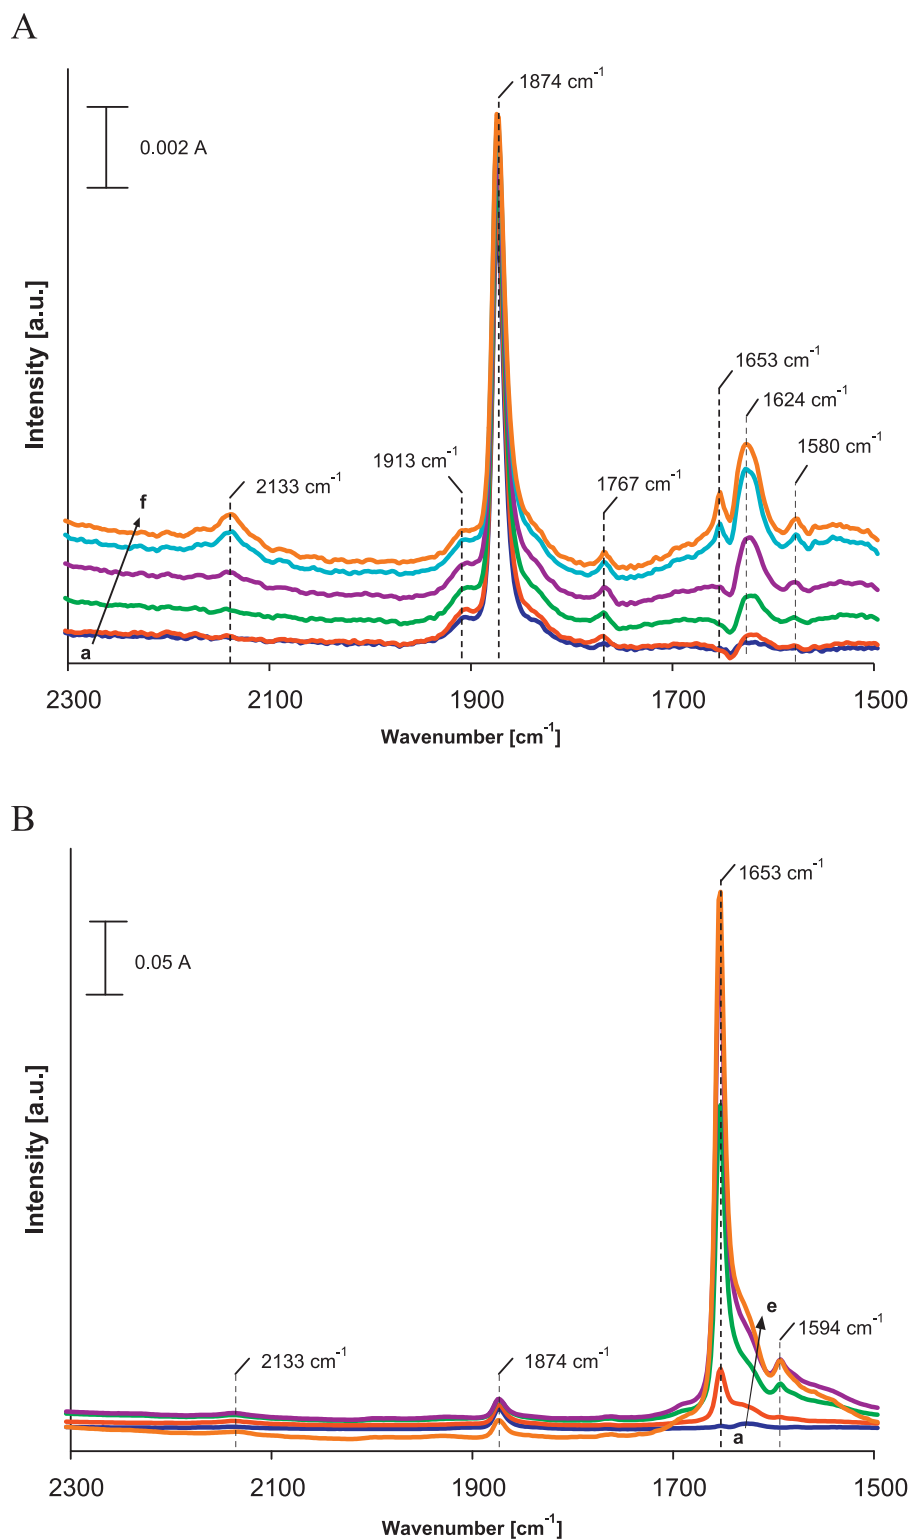 A
1874 cm⁻¹
0.002 A
1653 cm⁻¹
1624 cm⁻¹
1913 cm⁻¹
1580 cm⁻¹
2133 cm⁻¹
1767 cm⁻¹
f
a
Intensity [a.u.]
2300 2100 1900 1700 1500
Wavenumber [cm⁻¹]
B
1653 cm⁻¹
0.05 A
e
1594 cm⁻¹
2133 cm⁻¹
1874 cm⁻¹
a
Intensity [a.u.]
2300 2100 1900 1700 1500
Wavenumber [cm⁻¹]